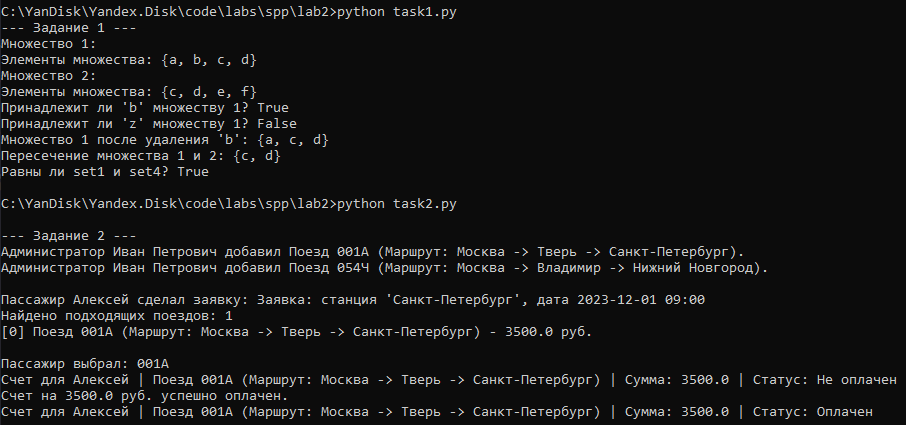 C:\YanDisk\Yandex.Disk\code\labs\spp\lab2>python task1.py
--- Задание 1 ---
Множество 1:
Элементы множества: {a, b, c, d}
Множество 2:
Элементы множества: {c, d, e, f}
Принадлежит ли 'b' множеству 1? True
Принадлежит ли 'z' множеству 1? False
Множество 1 после удаления 'b': {a, c, d}
Пересечение множества 1 и 2: {c, d}
Равны ли set1 и set4? True
C:\YanDisk\Yandex.Disk\code\labs\spp\lab2>python task2.py
--- Задание 2 ---
Администратор Иван Петрович добавил Поезд 001А (Маршрут: Москва -> Тверь -> Санкт-Петербург).
Администратор Иван Петрович добавил Поезд 054Ч (Маршрут: Москва -> Владимир -> Нижний Новгород).
Пассажир Алексей сделал заявку: Заявка: станция 'Санкт-Петербург', дата 2023-12-01 09:00
Найдено подходящих поездов: 1
[0] Поезд 001А (Маршрут: Москва -> Тверь -> Санкт-Петербург) - 3500.0 руб.
Пассажир выбрал: 001А
Счет для Алексей | Поезд 001А (Маршрут: Москва -> Тверь -> Санкт-Петербург) | Сумма: 3500.0 | Статус: Не оплачен
Счет на 3500.0 руб. успешно оплачен.
Счет для Алексей | Поезд 001А (Маршрут: Москва -> Тверь -> Санкт-Петербург) | Сумма: 3500.0 | Статус: Оплачен